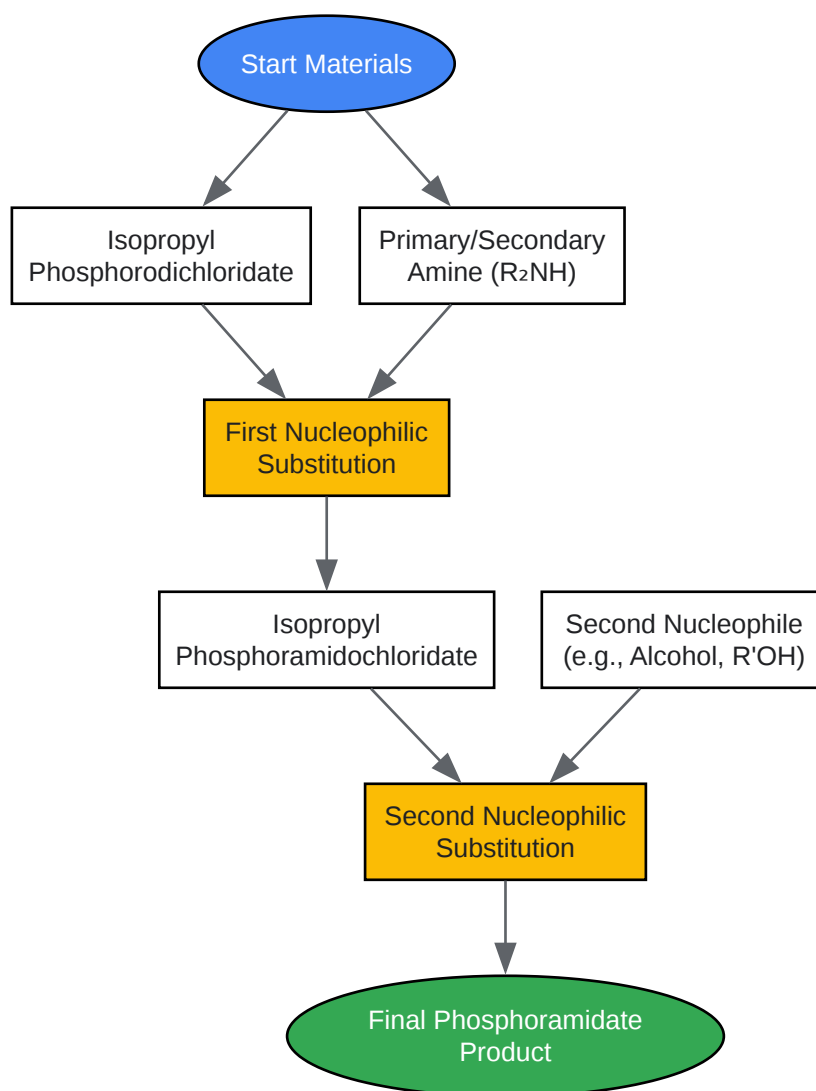 Start Materials
Isopropyl
Phosphorodichloridate
Primary/Secondary
Amine (R₂NH)
First Nucleophilic
Substitution
Isopropyl
Phosphoramidochloridate
Second Nucleophile
(e.g., Alcohol, R'OH)
Second Nucleophilic
Substitution
Final Phosphoramidate
Product